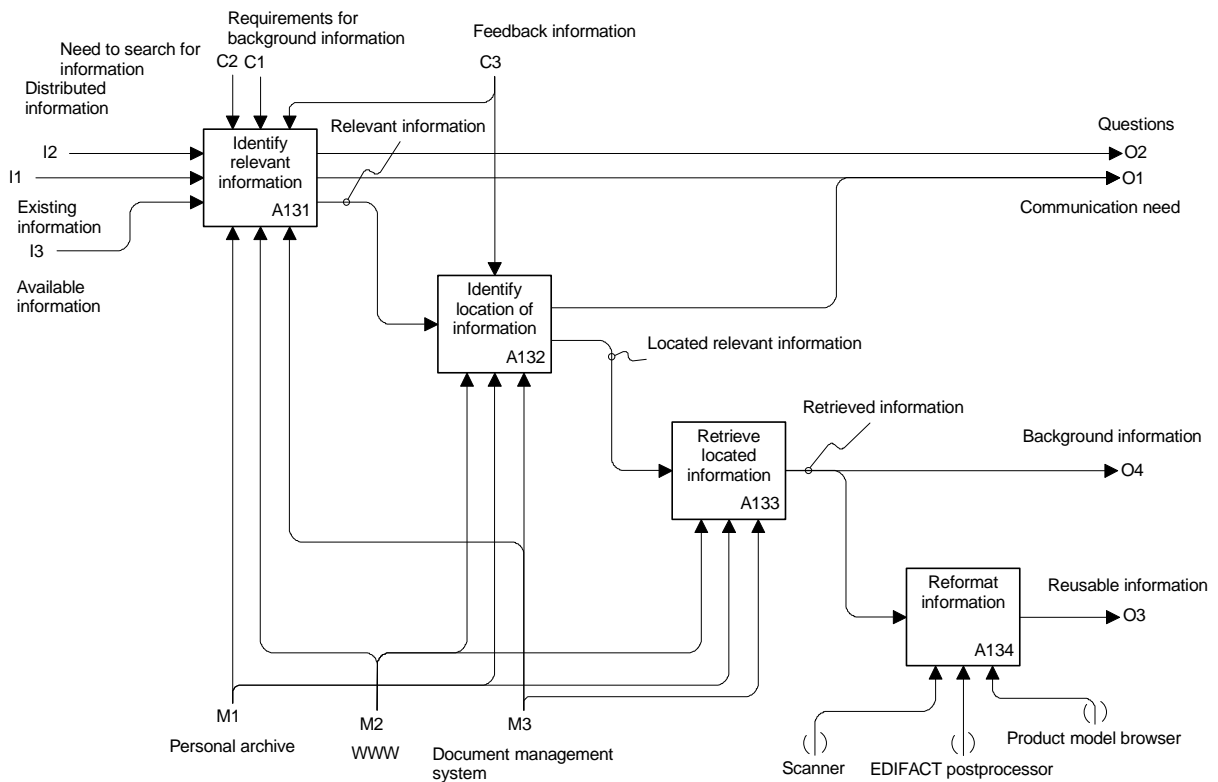 Requirements for
background information
Feedback information
Need to search for
information
C2
C1
C3
Distributed
information
Relevant information
Identify
relevant
information
A131
Questions
I2
O2
I1
O1
Existing
information
Communication need
I3
Available
information
Identify
location of
information
A132
Located relevant information
Retrieved information
Retrieve
located
information
A133
Background information
O4
Reformat
information
A134
Reusable information
O3
M1
M2
M3
Personal archive
WWW
Document management
system
Product model browser
Scanner
EDIFACT postprocessor